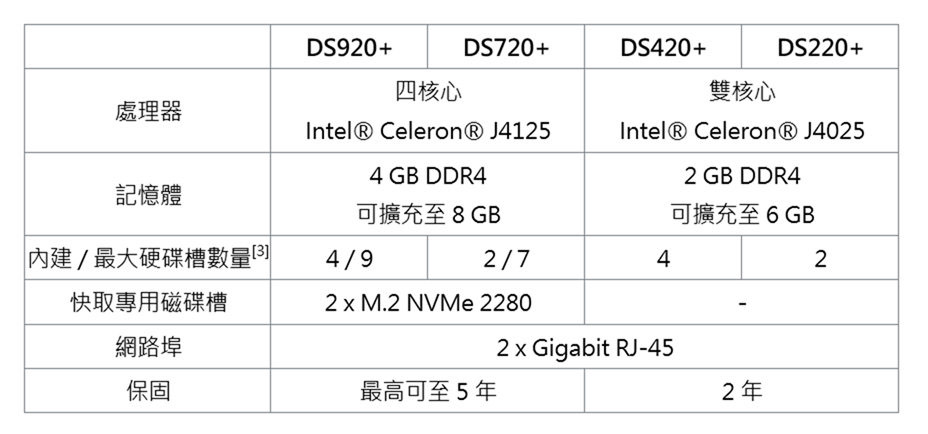 DS920+ DS720+ DS420+ DS220+
處理器 四核心 雙核心
Intel® Celeron® J4125 Intel® Celeron® J4025
記憶體 4 GB DDR4 2 GB DDR4
可擴充至 8 GB 可擴充至 6 GB
內建 / 最大硬碟槽數量[3] 4 / 9 2 / 7 4 2
快取專用磁碟槽 2 x M.2 NVMe 2280 -
網路埠 2 x Gigabit RJ-45
保固 最高可至 5 年 2 年